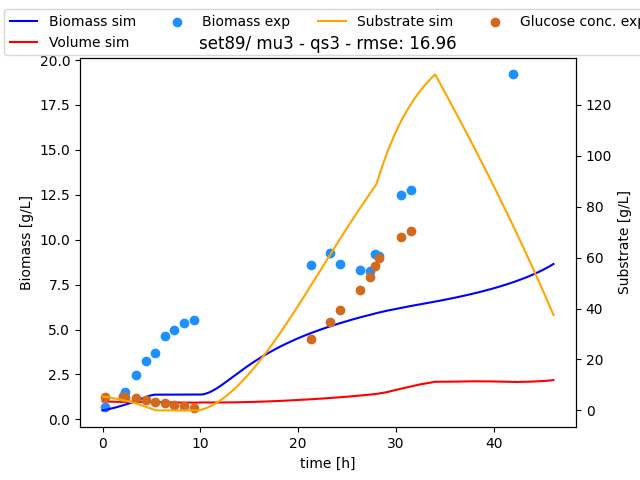 Biomass sim Biomass exp Substrate sim Glucose conc. exp
Volume sim
set89/ mu3 - qs3 - rmse: 16.96
20.0
17.5
15.0
12.5
10.0
7.5
5.0
2.5
0.0
Biomass [g/L]
0 10 20 30 40
time [h]
120
100
80
60
40
20
0
Substrate [g/L]